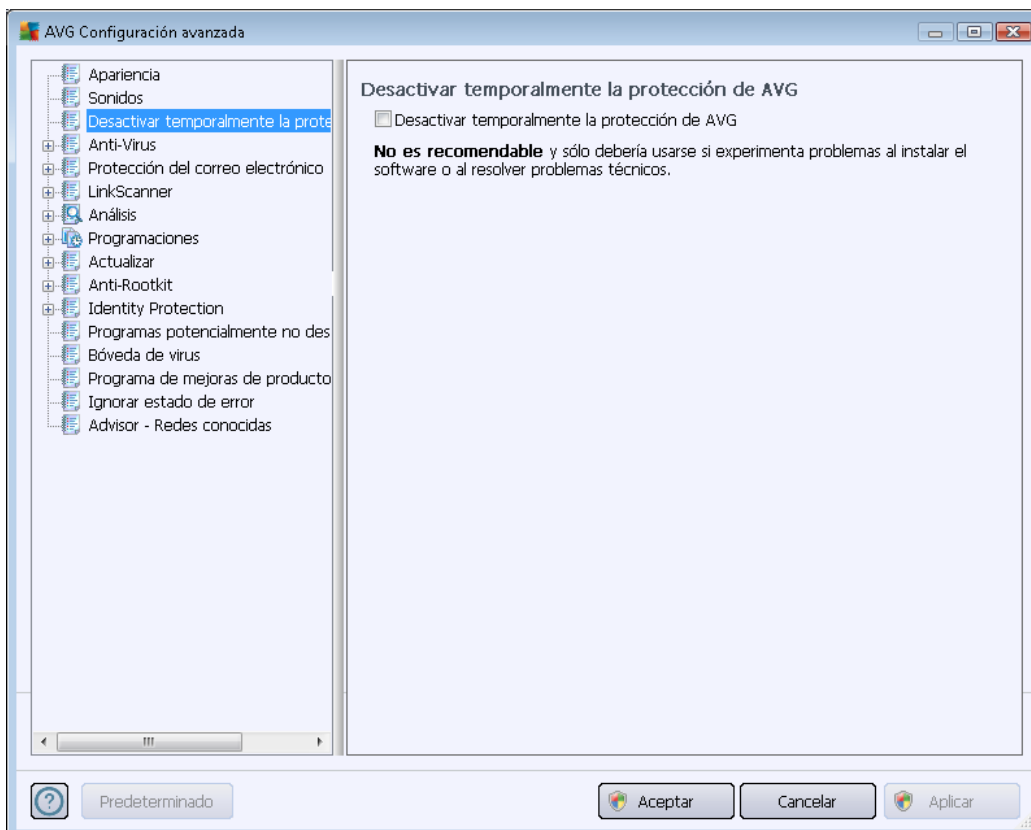 AVG Configuración avanzada
Apariencia
Sonidos
Desactivar temporalmente la prote
Anti-Virus
Protección del correo electrónico
LinkScanner
Análisis
Programaciones
Actualizar
Anti-Rootkit
Identity Protection
Programas potencialmente no des
Bóveda de virus
Programa de mejoras de producto
Ignorar estado de error
Advisor - Redes conocidas
Desactivar temporalmente la protección de AVG
Desactivar temporalmente la protección de AVG
No es recomendable y sólo debería usarse si experimenta problemas al instalar el
software o al resolver problemas técnicos.
Predeterminado
Aceptar
Cancelar
Aplicar